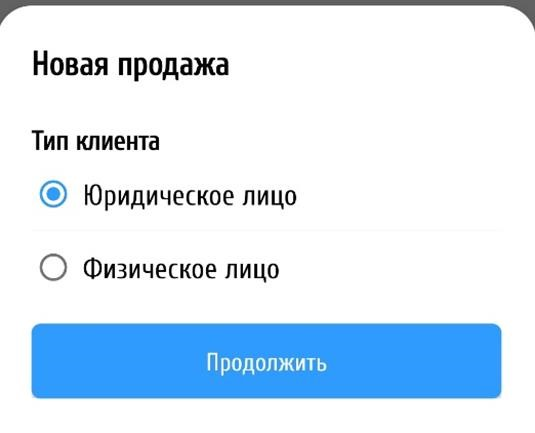 Новая продажа
Тип клиента
Юридическое лицо
Физическое лицо
Продолжить